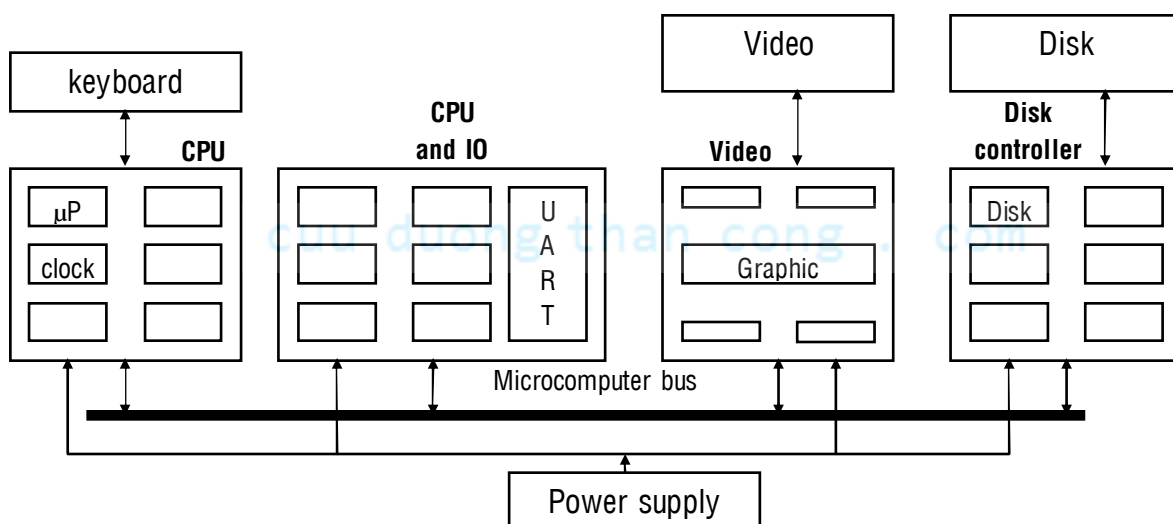 Video
Disk
keyboard
CPU
CPU
and IO
Video
Disk
controller
μP
clock
U
A
R
T
Graphic
Disk
cuu duong than cong . com
Microcomputer bus
Power supply